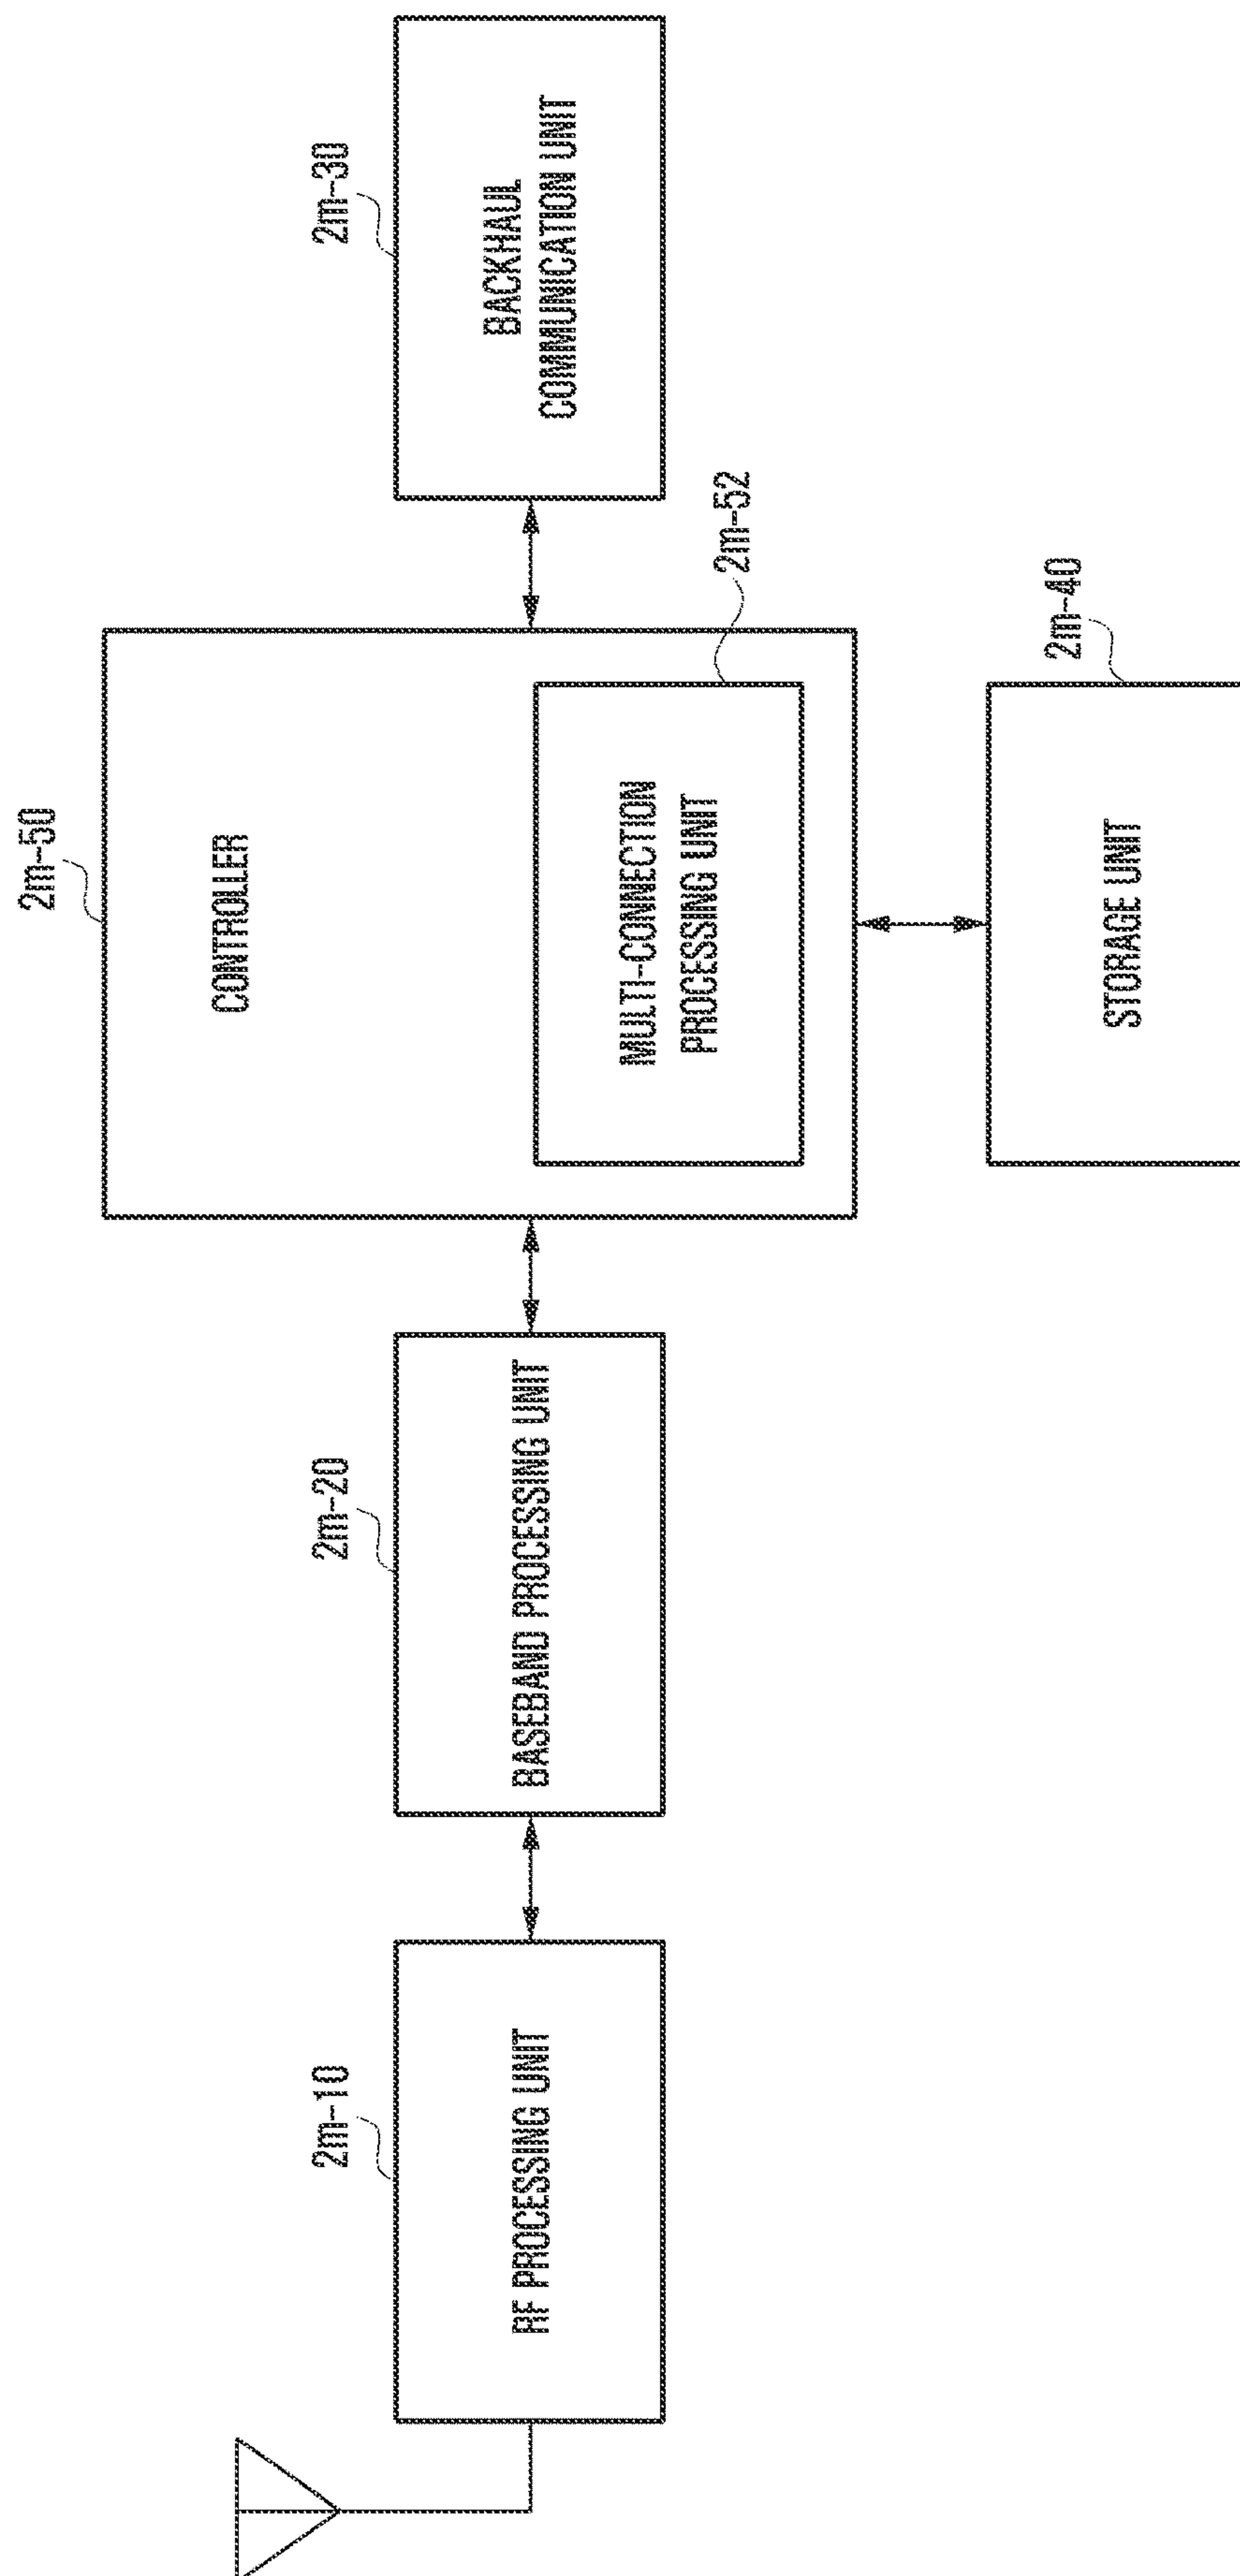 2m-10
RF PROCESSING UNIT
2m-20
BASEBAND PROCESSING UNIT
2m-50
CONTROLLER
2m-52
MULTI-CONNECTION
PROCESSING UNIT
2m-30
BACKHAUL
COMMUNICATION UNIT
2m-40
STORAGE UNIT